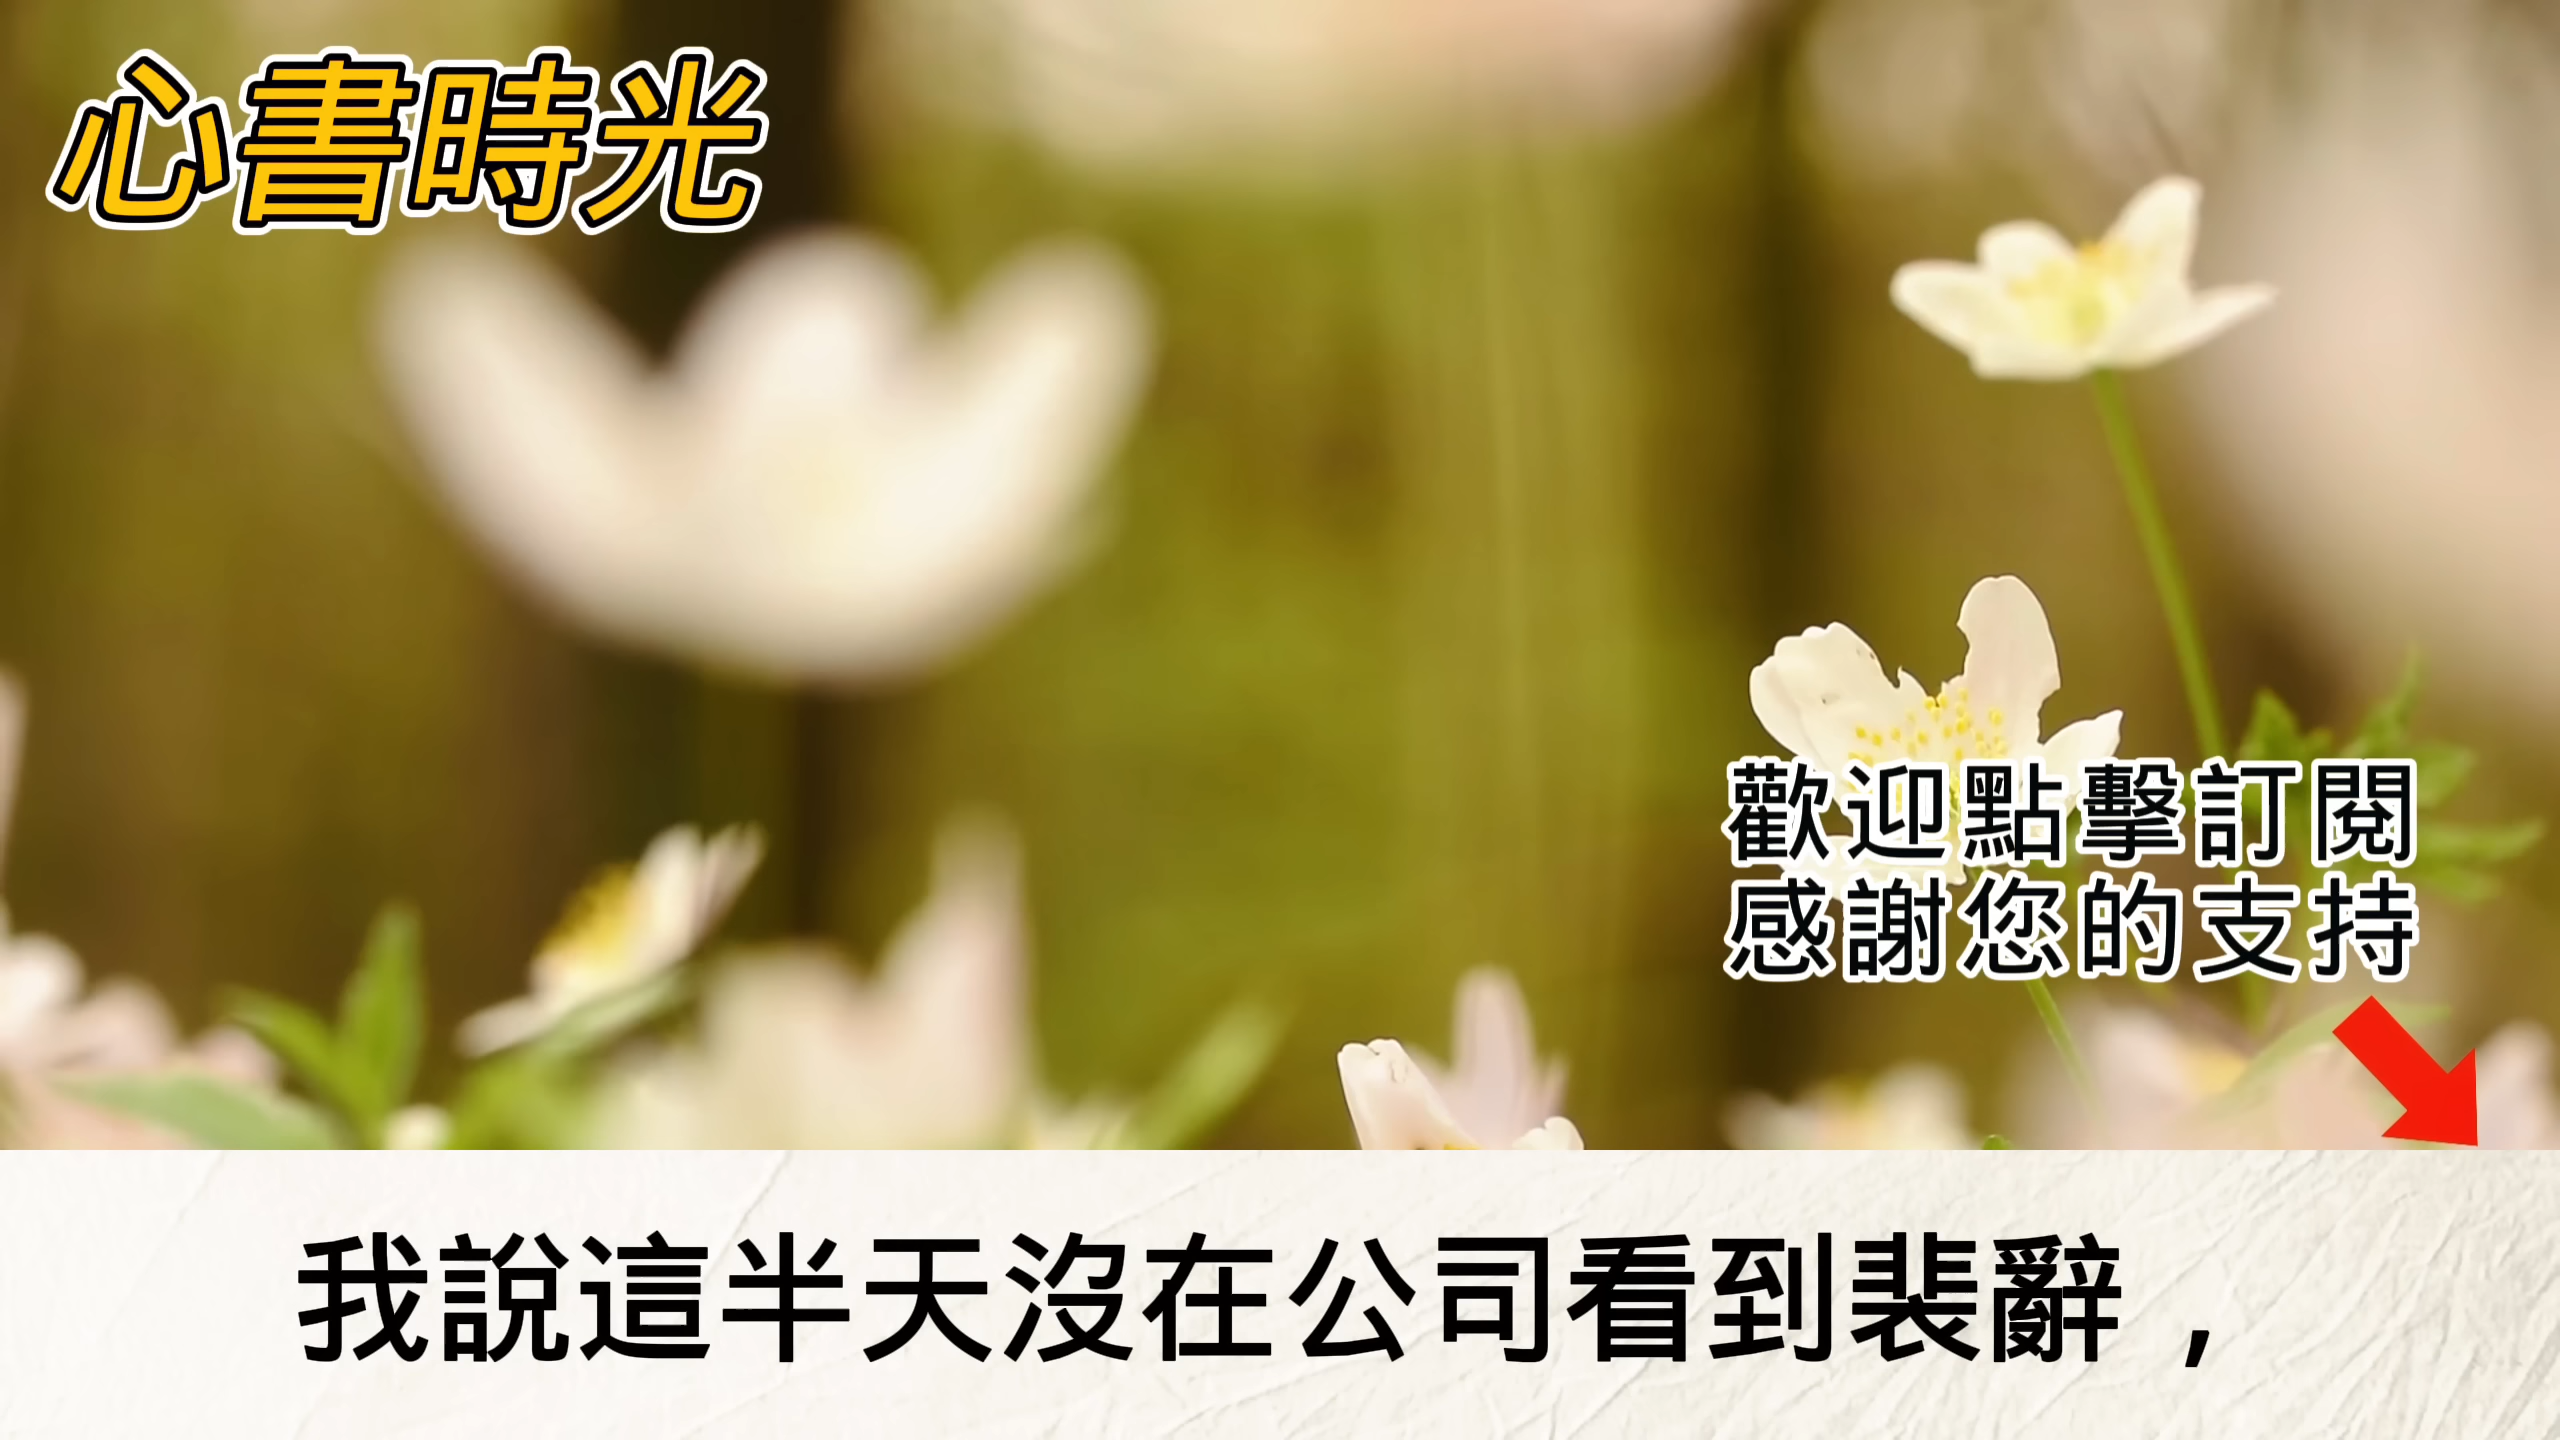 心書時光
歡迎點擊訂閱
感謝您的支持
我說這半天沒在公司看到裴辭，